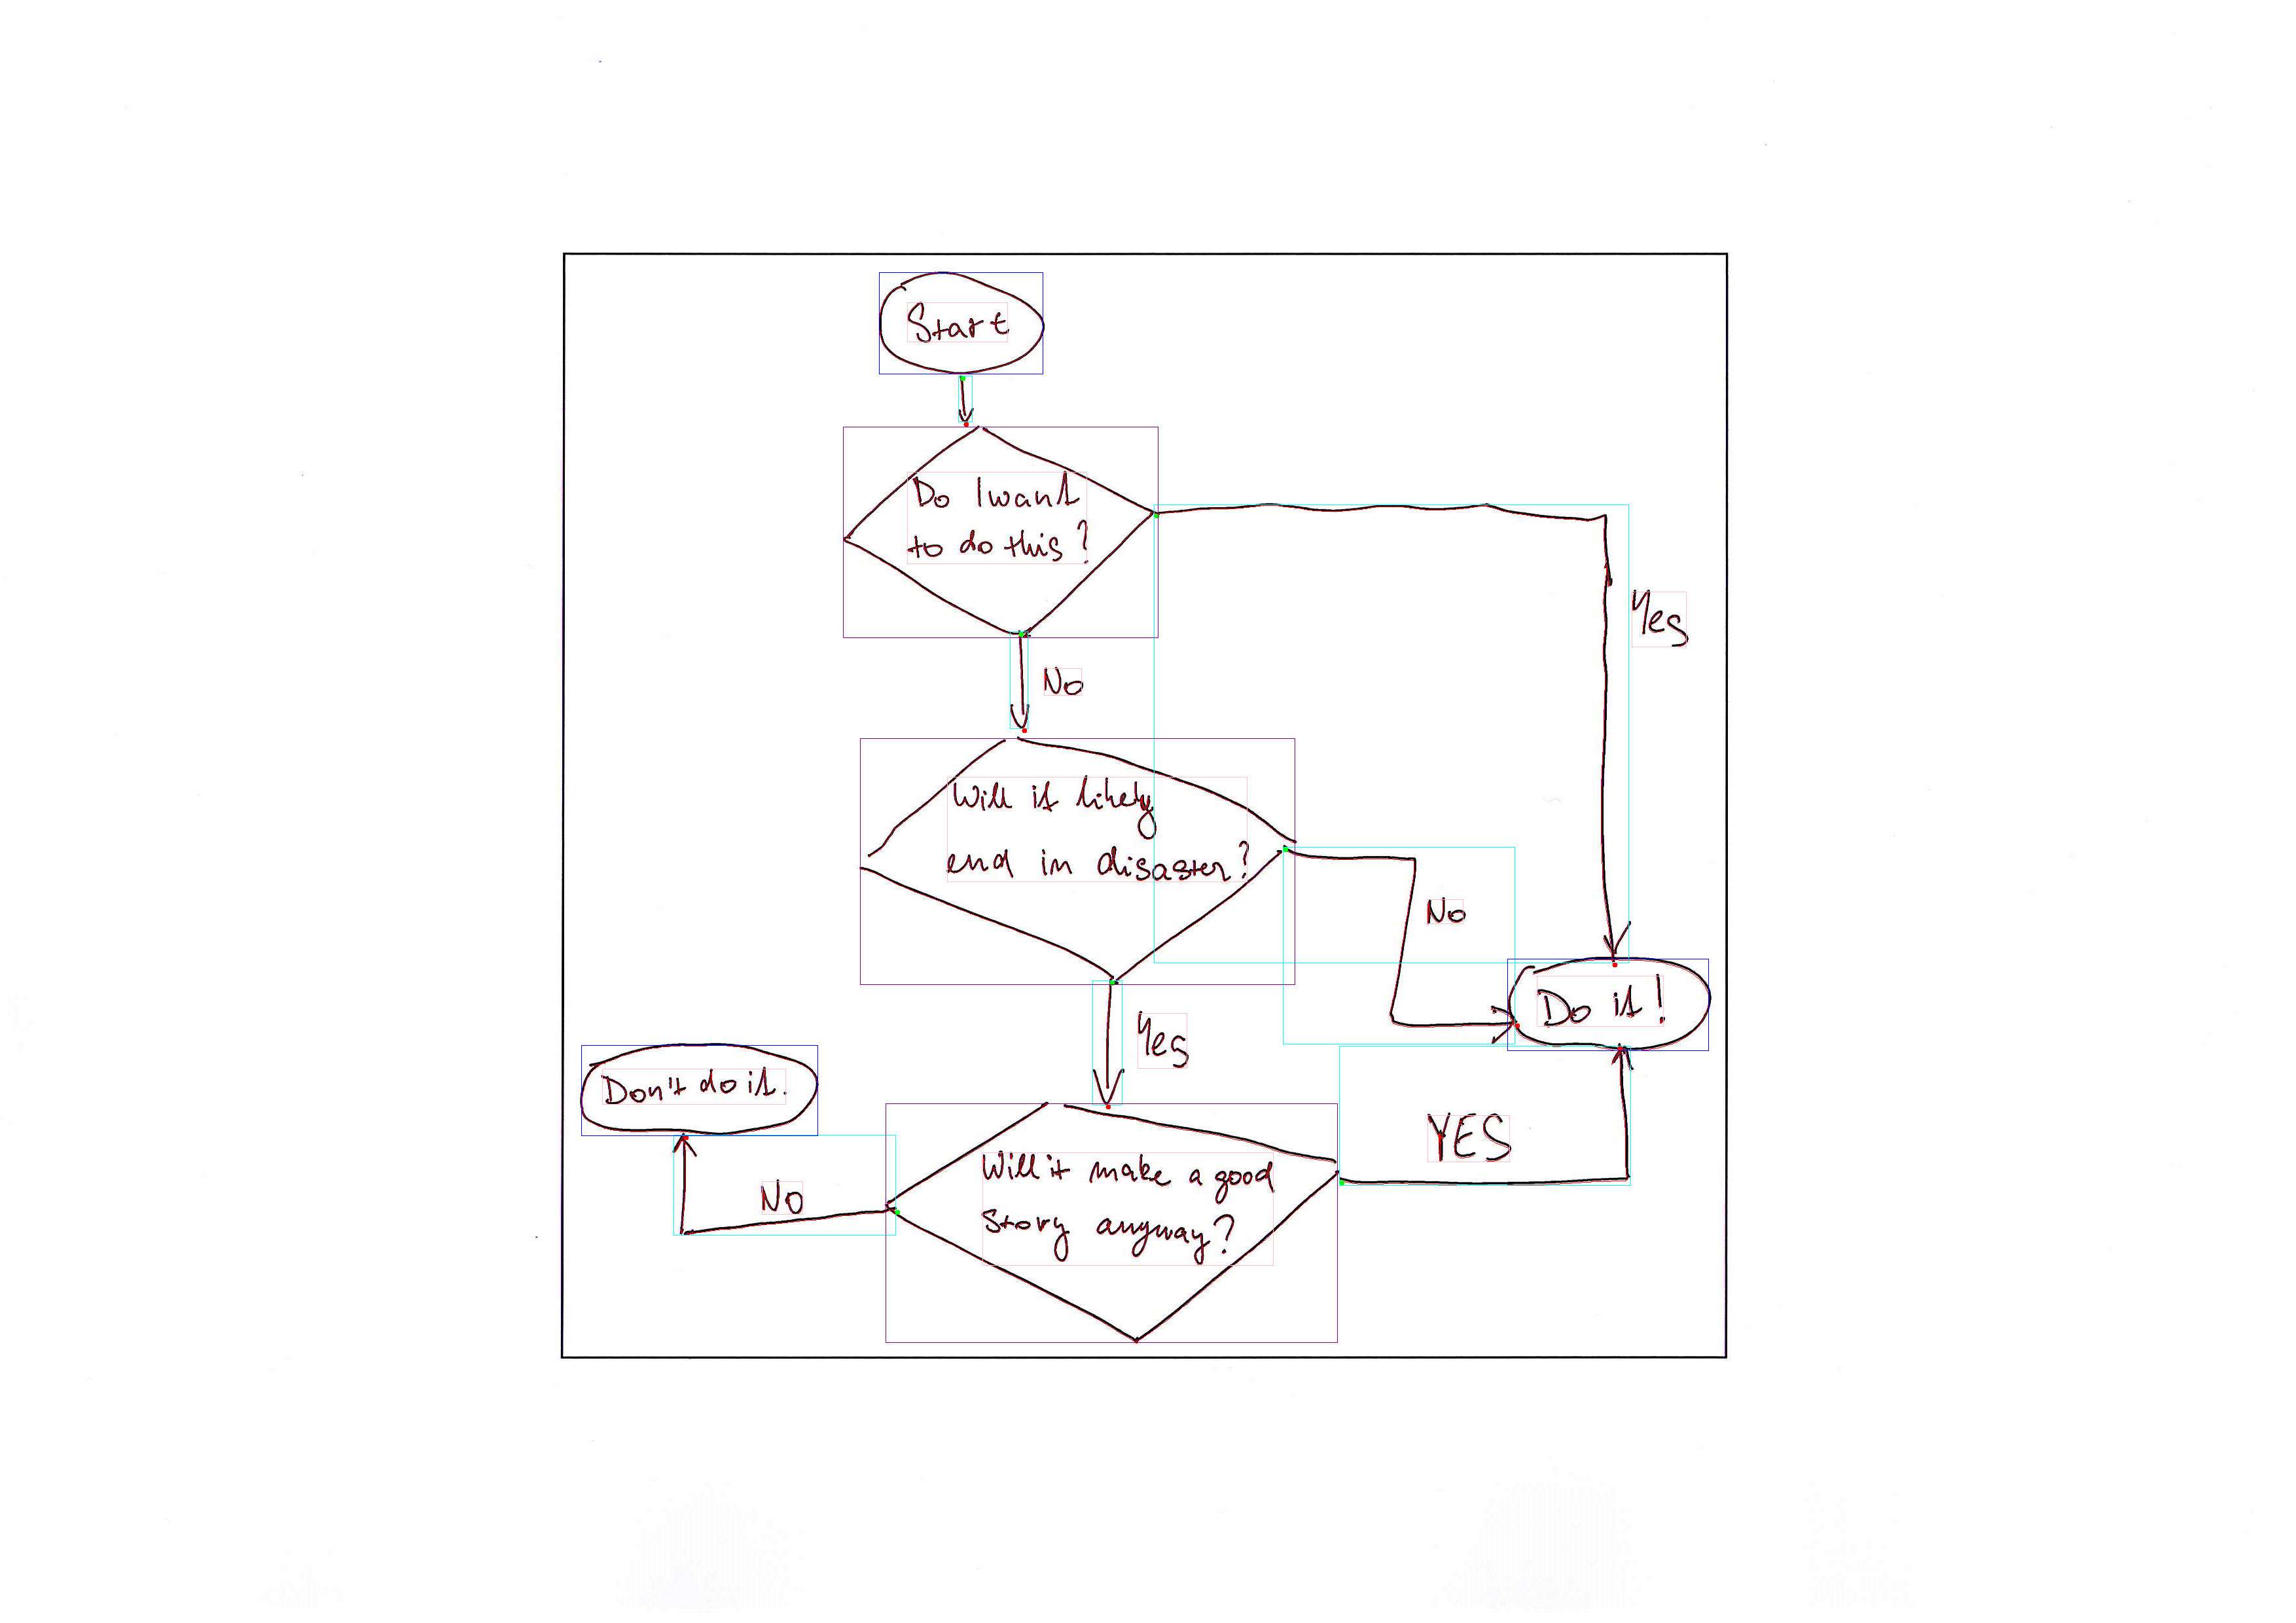 Start
Do I want
to do this?
Yes
No
Will it likely
end in disaster?
No
Do it!
Yes
Don't do it.
YES
Will it make a good
story anyway?
No